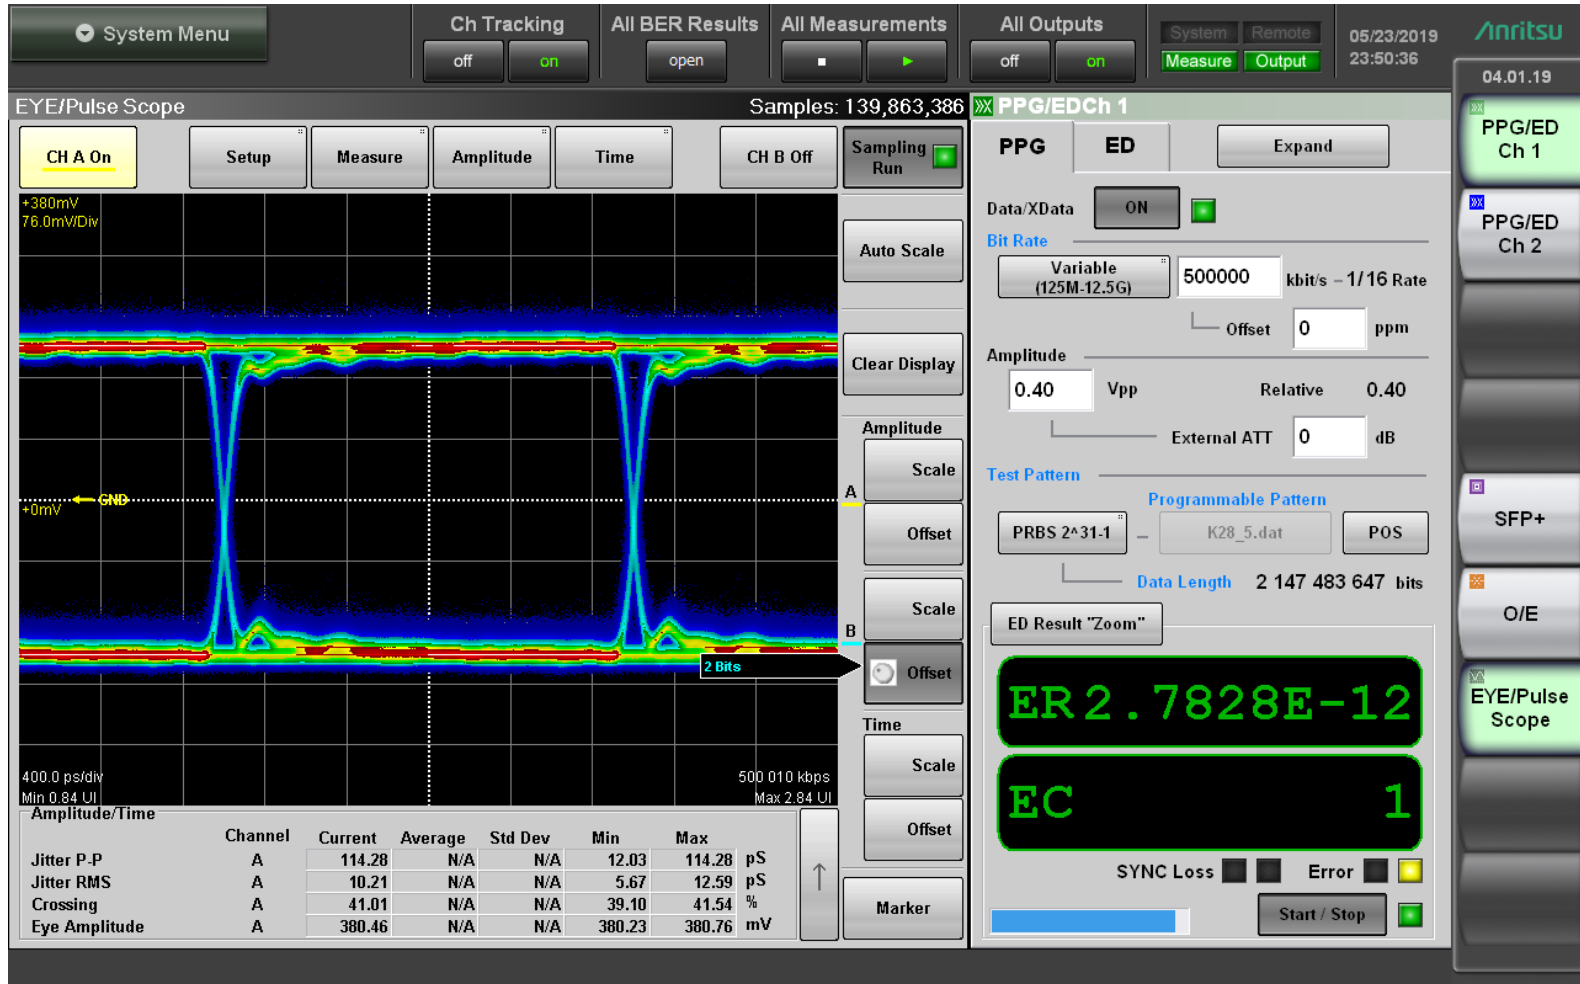 System Menu
Ch Tracking
off on
All BER Results
open
All Measurements
All Outputs
off on
System Remote
Measure Output
05/23/2019
23:50:36
Anritsu
04.01.19
EYE/Pulse Scope
Samples: 139,863,386
CH A On
Setup
Measure
Amplitude
Time
CH B Off
Sampling
Run
+380mV
76.0mV/Div
GND
+0mV
2 Bits
400.0 ps/div
Min 0.84 UI
500 010 kbps
Max 2.84 UI
Auto Scale
Clear Display
Amplitude
A
Scale
Offset
B
Scale
Offset
Time
Scale
Offset
Marker
Amplitude/Time
Channel Current Average Std Dev Min Max
Jitter P-P A 114.28 N/A N/A 12.03 114.28 pS
Jitter RMS A 10.21 N/A N/A 5.67 12.59 pS
Crossing A 41.01 N/A N/A 39.10 41.54 %
Eye Amplitude A 380.46 N/A N/A 380.23 380.76 mV
PPG/EDCh 1
PPG
ED
Expand
Data/XData ON
Bit Rate
Variable
(125M-12.5G)
500000 kbit/s – 1/16 Rate
Offset 0 ppm
Amplitude
0.40 Vpp Relative 0.40
External ATT 0 dB
Test Pattern
Programmable Pattern
PRBS 2^31-1 – K28_5.dat POS
Data Length 2 147 483 647 bits
ED Result "Zoom"
ER 2.7828E-12
EC 1
SYNC Loss Error
Start / Stop
PPG/ED
Ch 1
PPG/ED
Ch 2
SFP+
O/E
EYE/Pulse
Scope